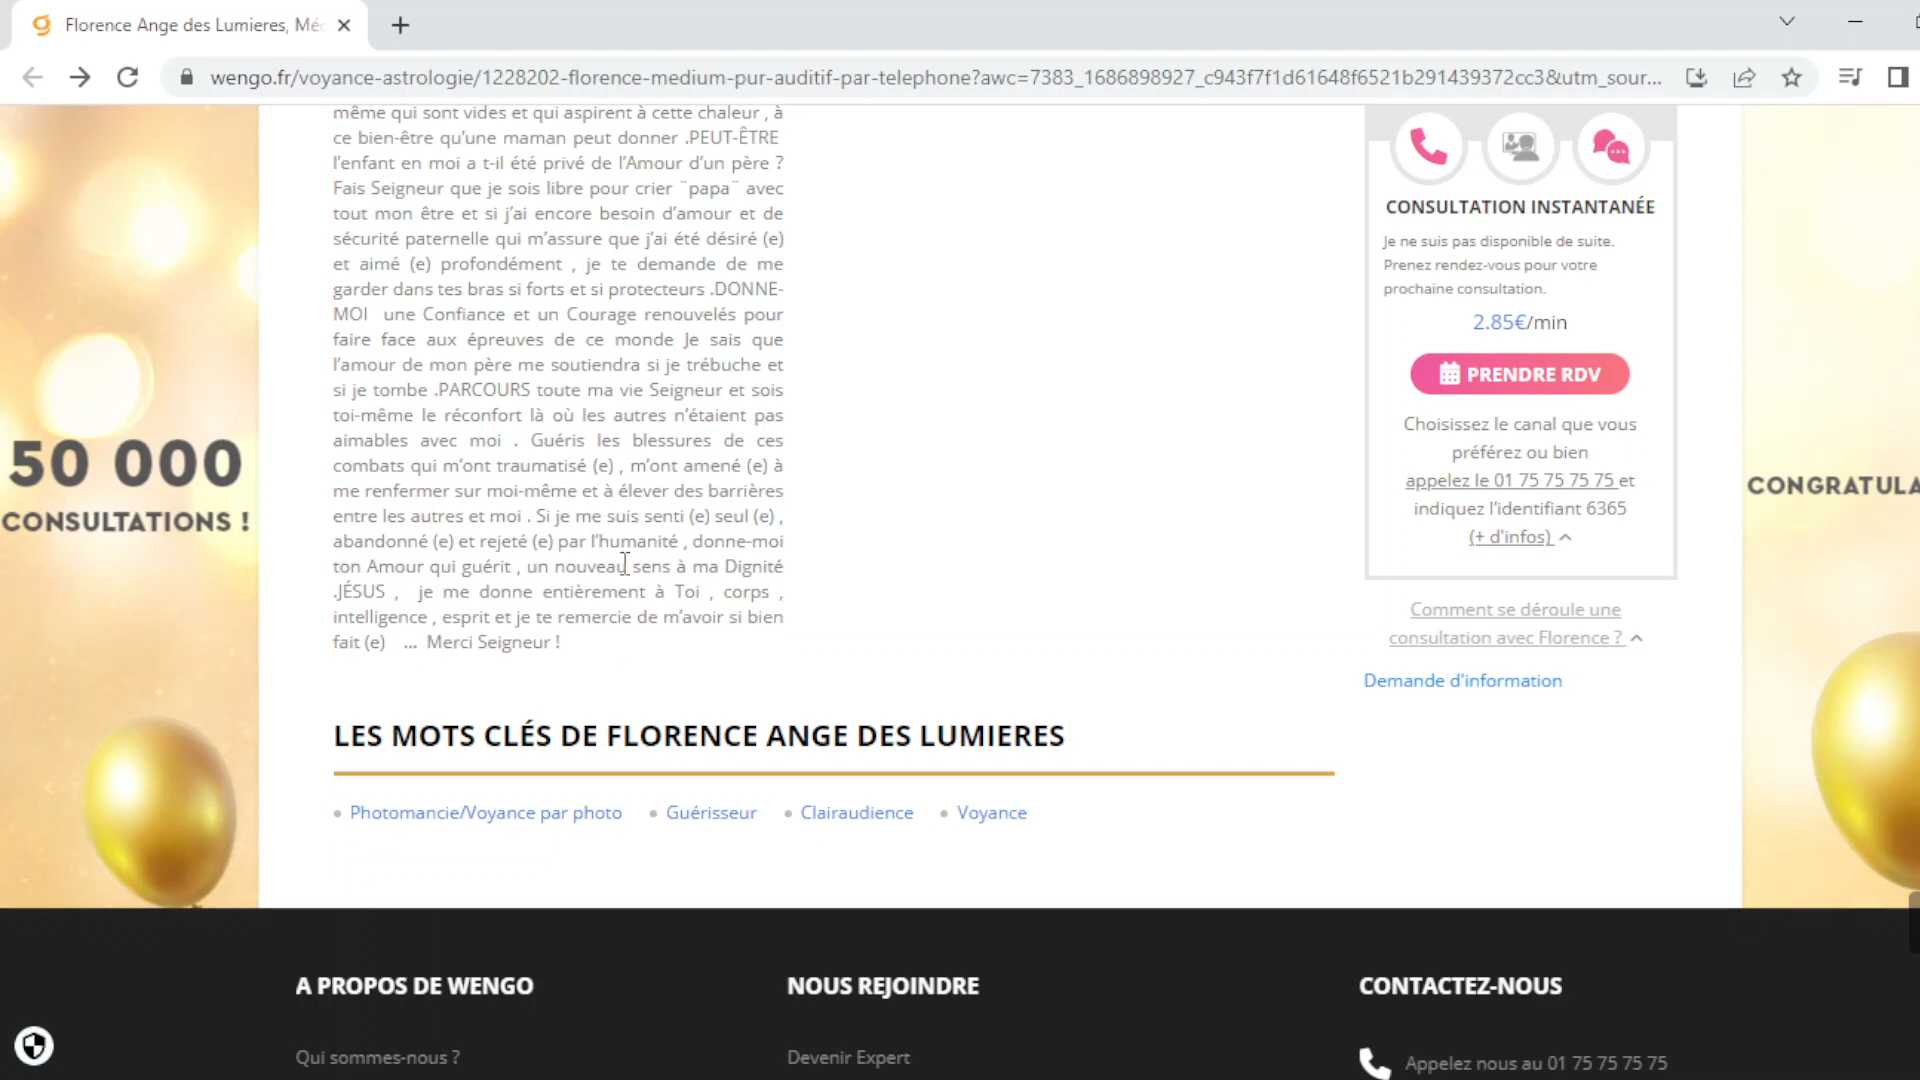 Florence Ange des Lumieres, Méd
wengo.fr/voyance-astrologie/1228202-florence-medium-pur-auditif-par-telephone?awc=7383_1686898927_c943f7f1d61648f6521b291439372cc3&utm_sour...
même qui sont vides et qui aspirent à cette chaleur , à
ce bien-être qu’une maman peut donner .PEUT-ÊTRE
l’enfant en moi a t-il été privé de l’Amour d’un père ?
Fais Seigneur que je sois libre pour crier ¨papa¨ avec
tout mon être et si j’ai encore besoin d’amour et de
sécurité paternelle qui m’assure que j’ai été désiré (e)
et aimé (e) profondément , je te demande de me
garder dans tes bras si forts et si protecteurs .DONNE-
MOI une Confiance et un Courage renouvelés pour
faire face aux épreuves de ce monde Je sais que
l’amour de mon père me soutiendra si je trébuche et
si je tombe .PARCOURS toute ma vie Seigneur et sois
toi-même le réconfort là où les autres n’étaient pas
aimables avec moi . Guéris les blessures de ces
combats qui m’ont traumatisé (e) , m’ont amené (e) à
me renfermer sur moi-même et à élever des barrières
entre les autres et moi . Si je me suis senti (e) seul (e) ,
abandonné (e) et rejeté (e) par l’humanité , donne-moi
ton Amour qui guérit , un nouveau sens à ma Dignité
.JÉSUS , je me donne entièrement à Toi , corps ,
intelligence , esprit et je te remercie de m’avoir si bien
fait (e) ... Merci Seigneur !
CONSULTATION INSTANTANÉE
Je ne suis pas disponible de suite.
Prenez rendez-vous pour votre
prochaine consultation.
2.85€/min
PRENDRE RDV
Choisissez le canal que vous
préférez ou bien
appelez le 01 75 75 75 75 et
indiquez l’identifiant 6365
(+ d’infos)
Comment se déroule une
consultation avec Florence ?
Demande d'information
50 000
CONSULTATIONS !
CONGRATULA
LES MOTS CLÉS DE FLORENCE ANGE DES LUMIERES
Photomancie/Voyance par photo
Guérisseur
Clairaudience
Voyance
A PROPOS DE WENGO
NOUS REJOINDRE
CONTACTEZ-NOUS
Qui sommes-nous ?
Devenir Expert
Appelez nous au 01 75 75 75 75